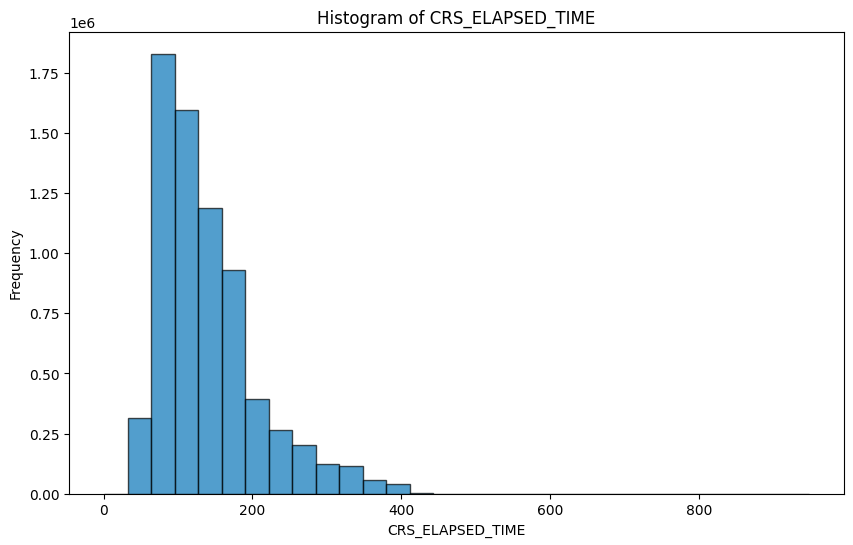 Histogram of CRS_ELAPSED_TIME
1e6
1.75
1.50
1.25
1.00
0.75
0.50
0.25
0.00
Frequency
0 200 400 600 800
CRS_ELAPSED_TIME